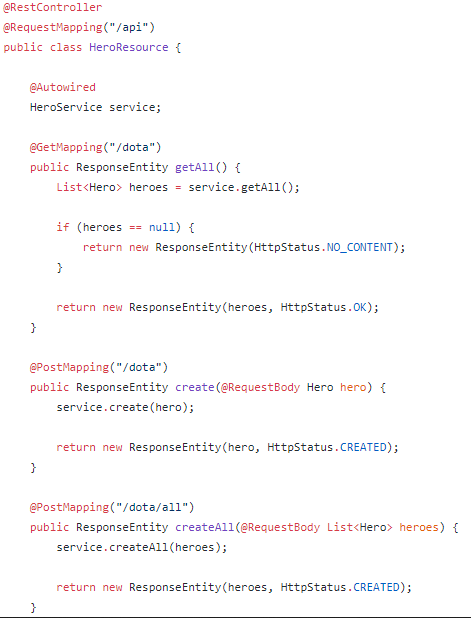 @RestController
@RequestMapping("/api")
public class HeroResource {
@Autowired
HeroService service;
@GetMapping("/dota")
public ResponseEntity getAll() {
List<Hero> heroes = service.getAll();
if (heroes == null) {
return new ResponseEntity(HttpStatus.NO_CONTENT);
}
return new ResponseEntity(heroes, HttpStatus.OK);
}
@PostMapping("/dota")
public ResponseEntity create(@RequestBody Hero hero) {
service.create(hero);
return new ResponseEntity(hero, HttpStatus.CREATED);
}
@PostMapping("/dota/all")
public ResponseEntity createAll(@RequestBody List<Hero> heroes) {
service.createAll(heroes);
return new ResponseEntity(heroes, HttpStatus.CREATED);
}